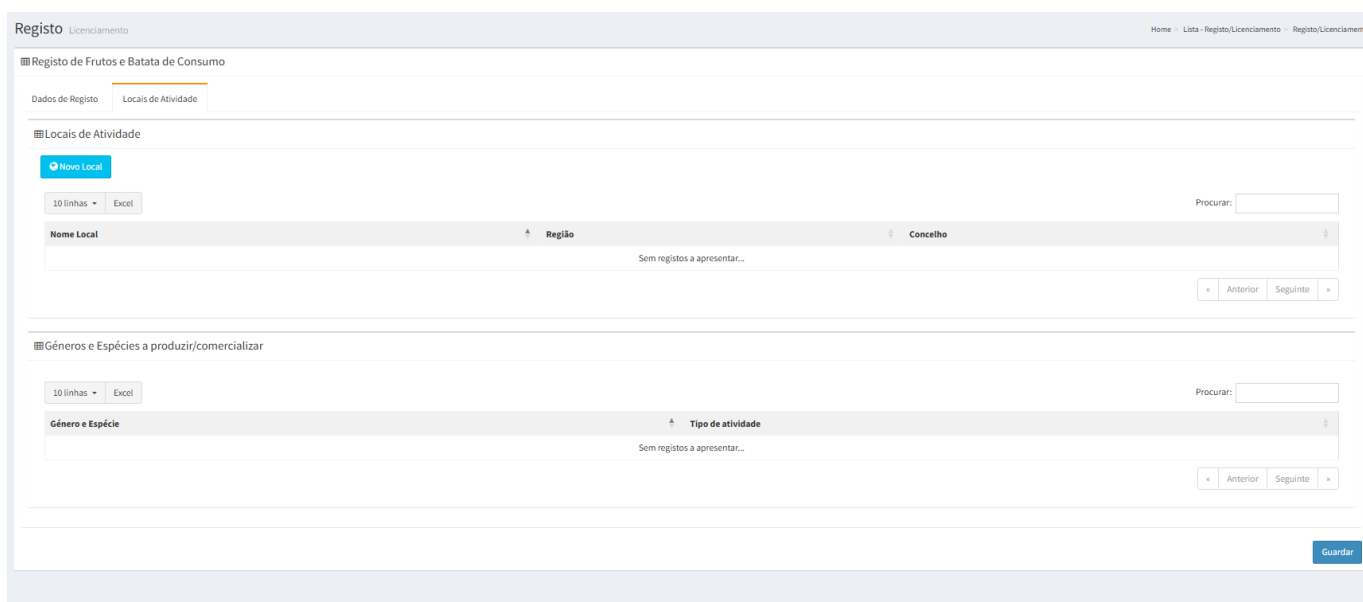 Registo Licenciamento
Home > Lista - Registo/Licenciamento > Registo/Licenciament
Registo de Frutos e Batata de Consumo
Dados de Registo Locais de Atividade
Locais de Atividade
Novo Local
10 linhas Excel Procurar:
Nome Local Região Concelho
Sem registos a apresentar...
« Anterior Seguinte »
Géneros e Espécies a produzir/comercializar
10 linhas Excel Procurar:
Género e Espécie Tipo de atividade
Sem registos a apresentar...
« Anterior Seguinte »
Guardar